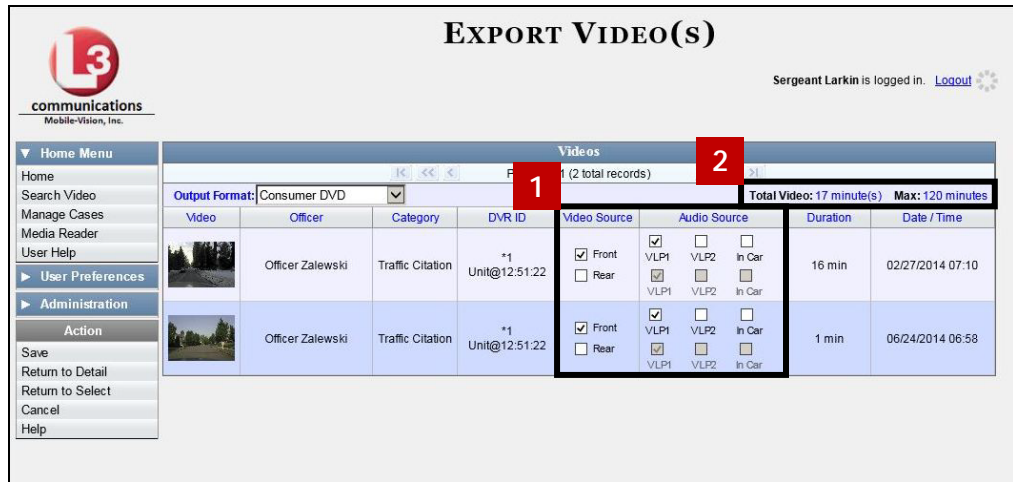 EXPORT VIDEO(S)
L3
communications
Mobile-Vision, Inc.
Sergeant Larkin is logged in. Logout
▼ Home Menu
Home
Search Video
Manage Cases
Media Reader
User Help
► User Preferences
► Administration
Action
Save
Return to Detail
Return to Select
Cancel
Help
Videos
1 (2 total records)
1
2
Output Format: Consumer DVD
Total Video: 17 minute(s) Max: 120 minutes
Video Officer Category DVR ID Video Source Audio Source Duration Date / Time
Officer Zalewski Traffic Citation *1 Unit@12:51:22 Front Rear VLP1 VLP2 In Car VLP1 VLP2 In Car 16 min 02/27/2014 07:10
Officer Zalewski Traffic Citation *1 Unit@12:51:22 Front Rear VLP1 VLP2 In Car VLP1 VLP2 In Car 1 min 06/24/2014 06:58